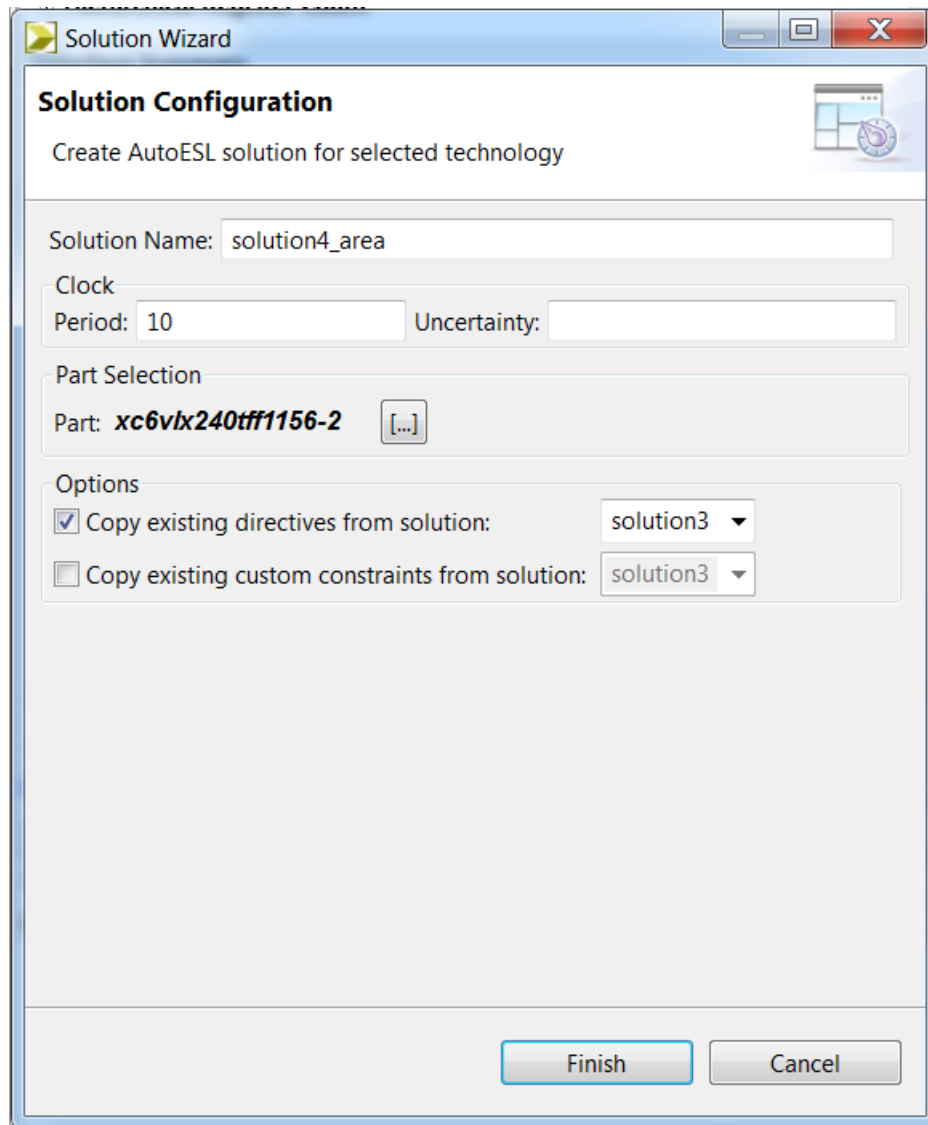 Solution Wizard
Solution Configuration
Create AutoESL solution for selected technology
Solution Name: solution4_area
Clock
Period: 10 Uncertainty:
Part Selection
Part: xc6vlx240tff1156-2 [...]
Options
Copy existing directives from solution: solution3
Copy existing custom constraints from solution: solution3
Finish Cancel